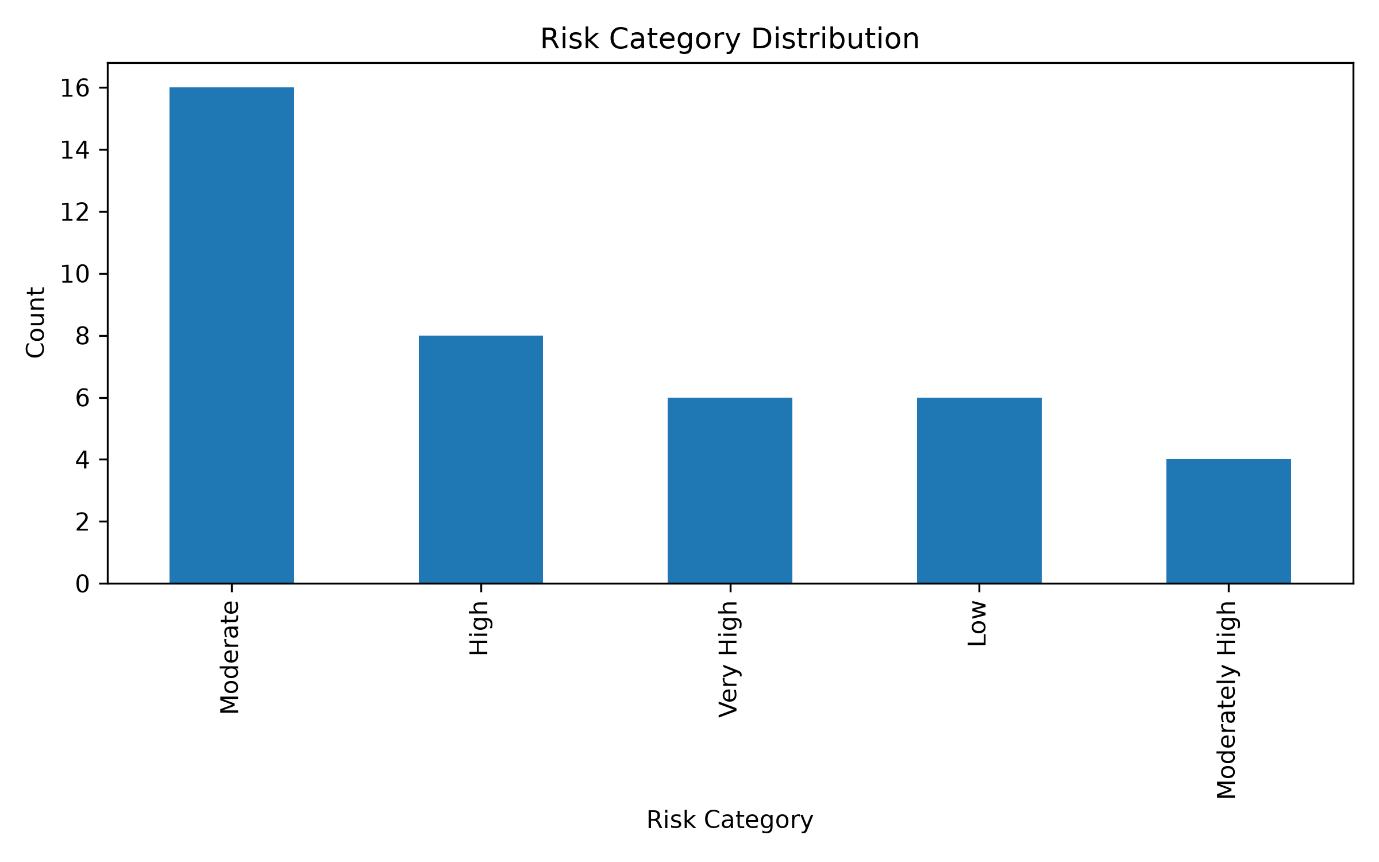 Risk Category Distribution
16
14
12
10
8
6
4
2
0
Count
Moderate
High
Very High
Low
Moderately High
Risk Category